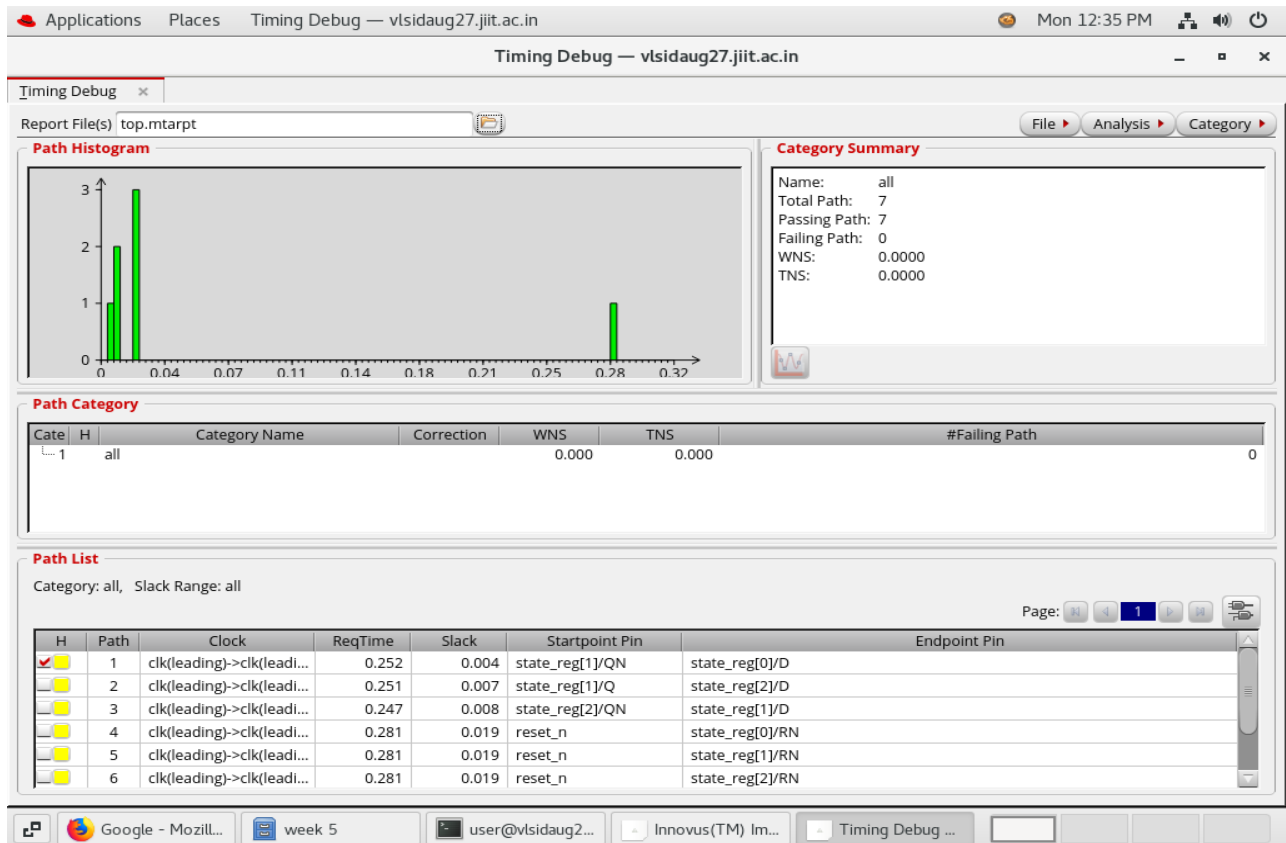 Applications Places Timing Debug — vlsidaug27.jiit.ac.in Mon 12:35 PM
Timing Debug — vlsidaug27.jiit.ac.in
Timing Debug
Report File(s) top.mtarpt File Analysis Category
Path Histogram
3
2
1
0
0 0.04 0.07 0.11 0.14 0.18 0.21 0.25 0.28 0.32
Category Summary
Name: all
Total Path: 7
Passing Path: 7
Failing Path: 0
WNS: 0.0000
TNS: 0.0000
Path Category
Cate H Category Name Correction WNS TNS #Failing Path
1 all 0.000 0.000 0
Path List
Category: all, Slack Range: all
Page: 1
H Path Clock ReqTime Slack Startpoint Pin Endpoint Pin
1 clk(leading)->clk(leadi... 0.252 0.004 state_reg[1]/QN state_reg[0]/D
2 clk(leading)->clk(leadi... 0.251 0.007 state_reg[1]/Q state_reg[2]/D
3 clk(leading)->clk(leadi... 0.247 0.008 state_reg[2]/QN state_reg[1]/D
4 clk(leading)->clk(leadi... 0.281 0.019 reset_n state_reg[0]/RN
5 clk(leading)->clk(leadi... 0.281 0.019 reset_n state_reg[1]/RN
6 clk(leading)->clk(leadi... 0.281 0.019 reset_n state_reg[2]/RN
Google - Mozill... week 5 user@vlsidaug2... Innovus(TM) Im... Timing Debug ...